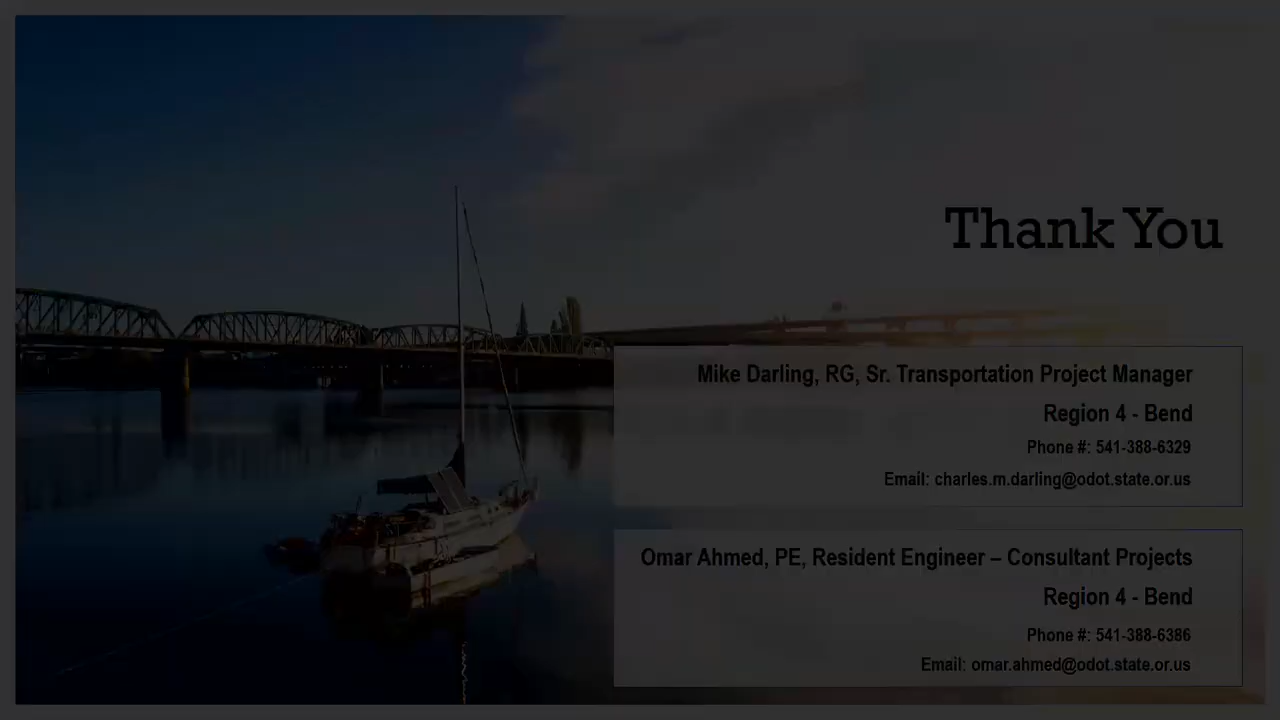 Thank You
Mike Darling, RG, Sr. Transportation Project Manager
Region 4 - Bend
Phone #: 541-388-6329
Email: charles.m.darling@odot.state.or.us
Omar Ahmed, PE, Resident Engineer – Consultant Projects
Region 4 - Bend
Phone #: 541-388-6386
Email: omar.ahmed@odot.state.or.us